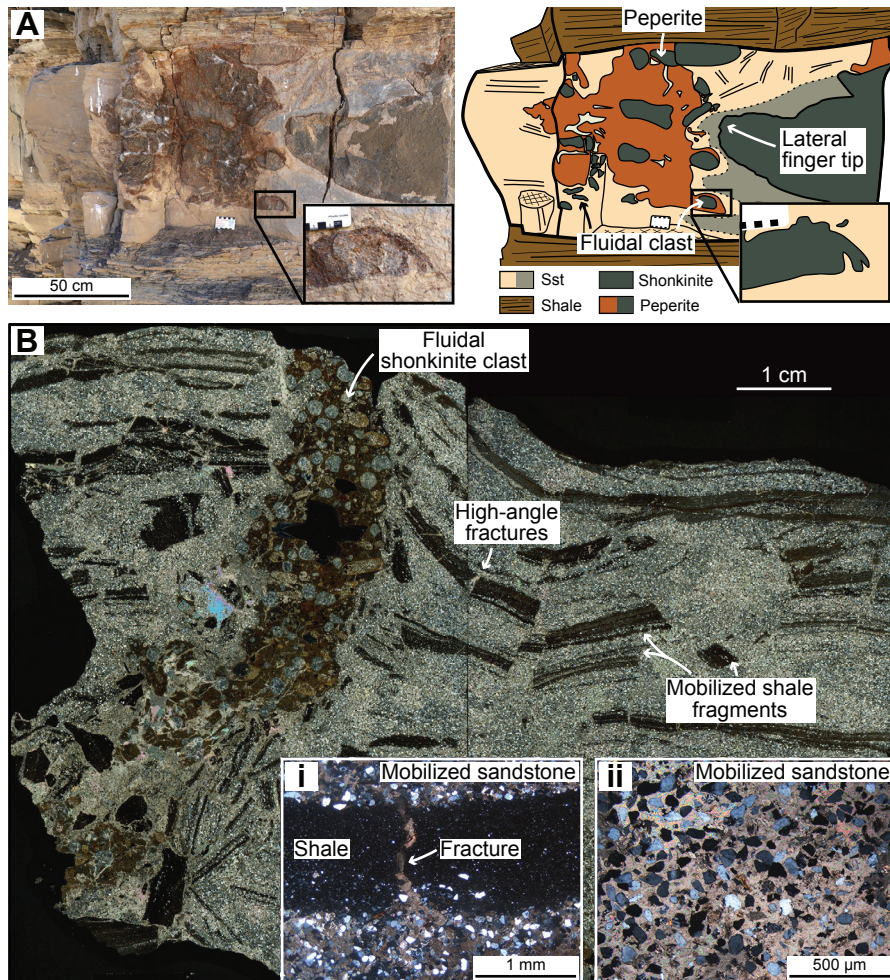 A
50 cm
Peperite
Lateral
finger tip
Fluidal clast
Sst
Shonkinite
Shale
Peperite
B
Fluidal
shonkinite clast
1 cm
High-angle
fractures
Mobilized shale
fragments
i
Mobilized sandstone
Shale
Fracture
1 mm
ii
Mobilized sandstone
500 µm